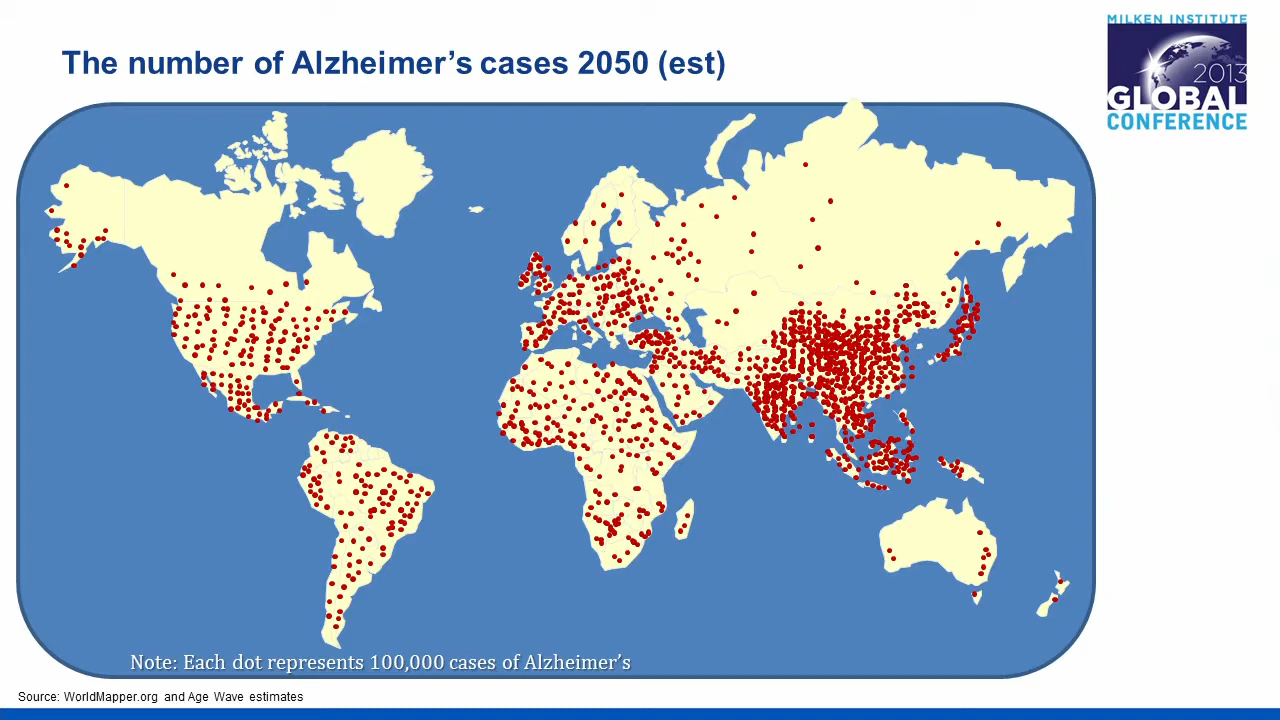 MILKEN INSTITUTE
2013
GLOBAL
CONFERENCE
The number of Alzheimer’s cases 2050 (est)
Note: Each dot represents 100,000 cases of Alzheimer’s
Source: WorldMapper.org and Age Wave estimates